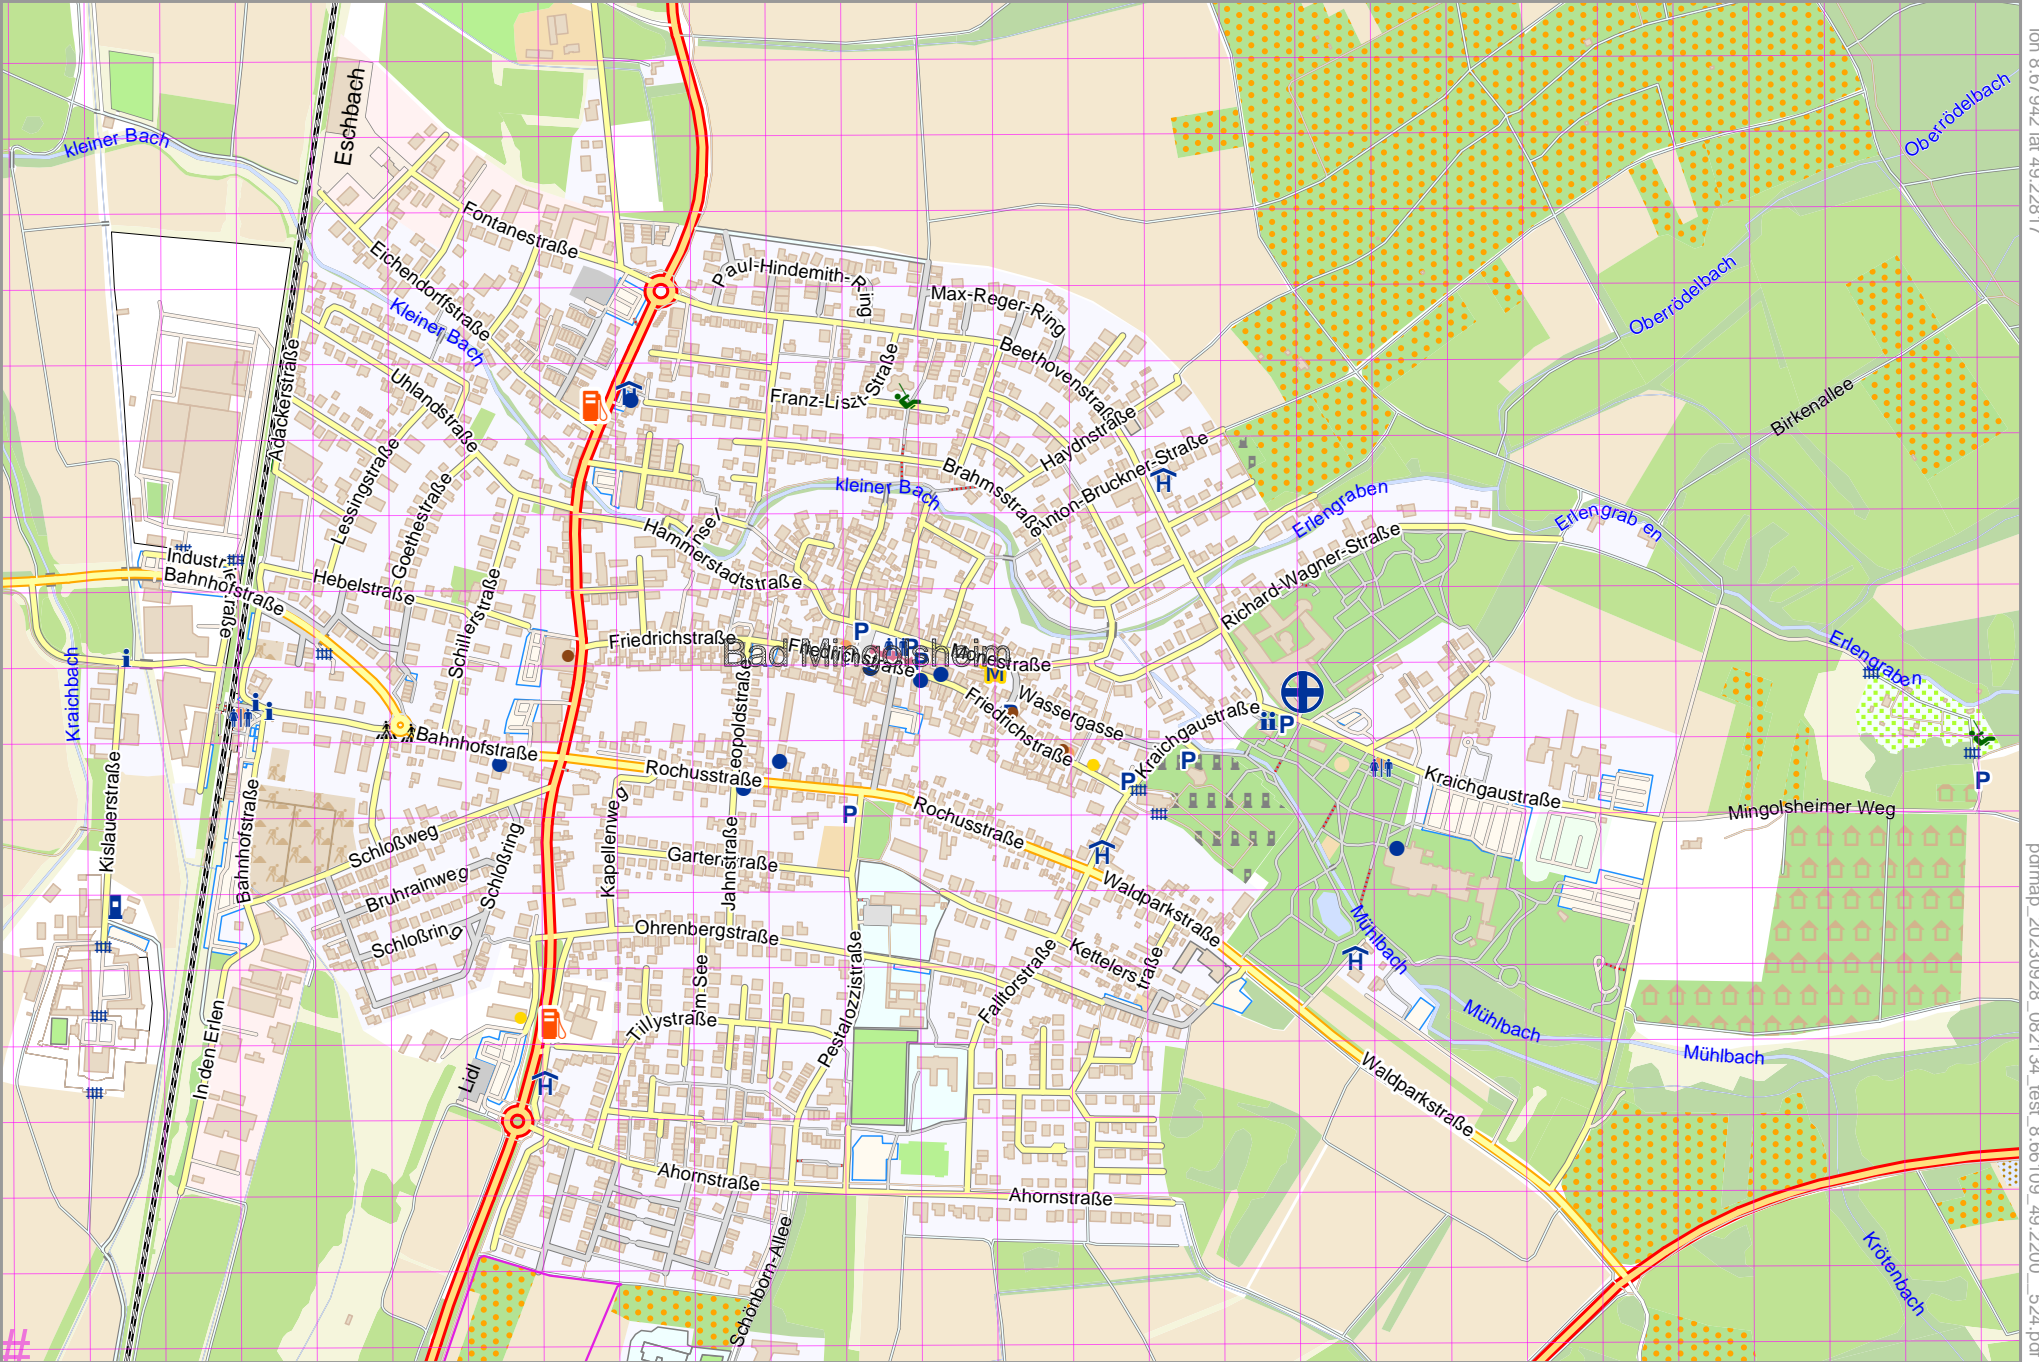 Eschbach
kleiner Bach
Oberrödelbach
Fontanestraße
Eichendorffstraße
Paul-Hindemith-Ring
Max-Reger-Ring
Oberrödelbach
Kleiner Bach
Beethovenstraße
Adackerstraße
Uhlandstraße
Franz-Liszt-Straße
Haydnstraße
Birkenallee
Lessingstraße
Goethestraße
kleiner Bach
Brahmsstraße
Anton-Bruckner-Straße
H
Erlengraben
Erlengraben
Insel
Hammerstadtstraße
Richard-Wagner-Straße
Bahnhofstraße
Hebelstraße
Schillerstraße
Friedrichstraße
Friedrichstraße
Bad Mingolsheim
Monestraße
P
P
M
Erlengraben
Kraichbach
Leopoldstraße
Friedrichstraße
Wassergasse
Kraichgaustraße
P
P
P
P
Bahnhofstraße
Rochusstraße
Kraichgaustraße
Mingolsheimer Weg
Kislauerstraße
Bahnhofstraße
Schloßweg
Kapellenweg
Jahnstraße
P
Rochusstraße
Bruhrainweg
Schloßring
Schloßring
Gartenstraße
H
Waldparkstraße
Ohrenbergstraße
Mühlbach
H
Im See
Pestalozzistraße
Falltorstraße
Kettelerstraße
Tillystraße
Mühlbach
Mühlbach
In den Erlen
Lidl
H
Waldparkstraße
Ahornstraße
Ahornstraße
Schönborn-Allee
Krötenbach
#